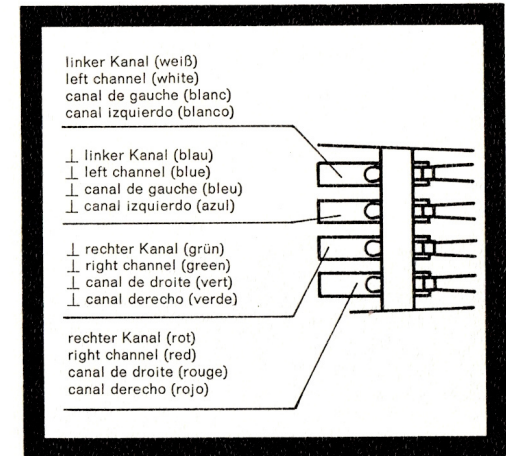 linker Kanal (weiß)
left channel (white)
canal de gauche (blanc)
canal izquierdo (blanco)
⊥ linker Kanal (blau)
⊥ left channel (blue)
⊥ canal de gauche (bleu)
⊥ canal izquierdo (azul)
⊥ rechter Kanal (grün)
⊥ right channel (green)
⊥ canal de droite (vert)
⊥ canal derecho (verde)
rechter Kanal (rot)
right channel (red)
canal de droite (rouge)
canal derecho (rojo)